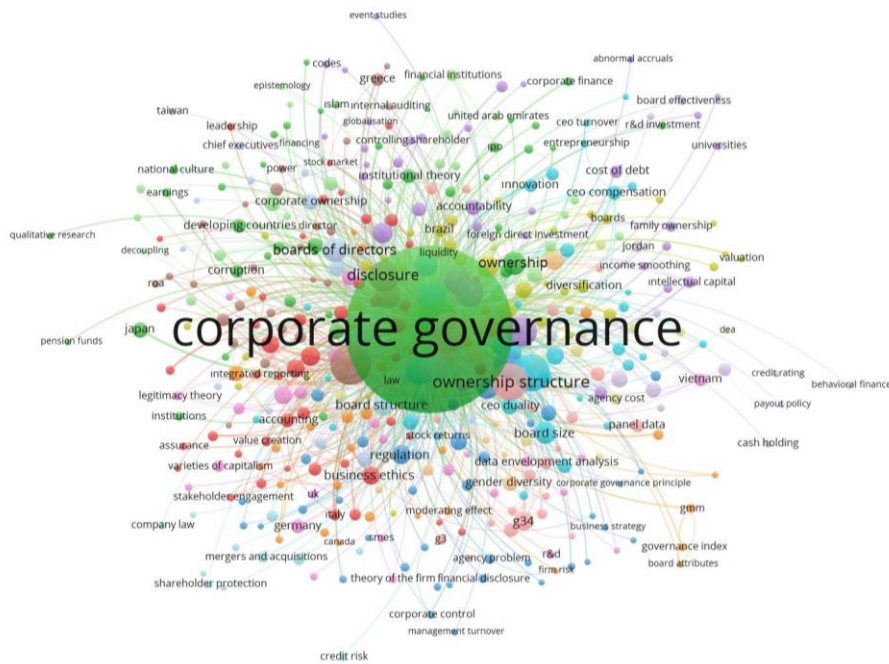 event studies
codes
financial institutions
abnormal accruals
greece
corporate finance
epistemology
board effectiveness
islam
internal auditing
taiwan
united arab emirates
ceo turnover
leadership
globalisation
r&d investment
chief executives
financing
controlling shareholder
ipo
entrepreneurship
universities
stock market
national culture
power
institutional theory
cost of debt
earnings
innovation
ceo compensation
corporate ownership
accountability
developing countries
director
brazil
boards
family ownership
qualitative research
foreign direct investment
decoupling
boards of directors
liquidity
jordan
valuation
corruption
disclosure
ownership
income smoothing
roa
diversification
intellectual capital
japan
corporate governance
dea
pension funds
integrated reporting
law
ownership structure
vietnam
credit rating
behavioral finance
legitimacy theory
agency cost
institutions
board structure
ceo duality
payout policy
accounting
panel data
assurance
value creation
stock returns
board size
cash holding
regulation
varieties of capitalism
data envelopment analysis
business ethics
gender diversity
corporate governance principle
stakeholder engagement
uk
moderating effect
gmm
company law
germany
italy
g34
business strategy
canada
smes
g3
governance index
mergers and acquisitions
agency problem
r&d
board attributes
shareholder protection
theory of the firm
financial disclosure
firm risk
corporate control
management turnover
credit risk